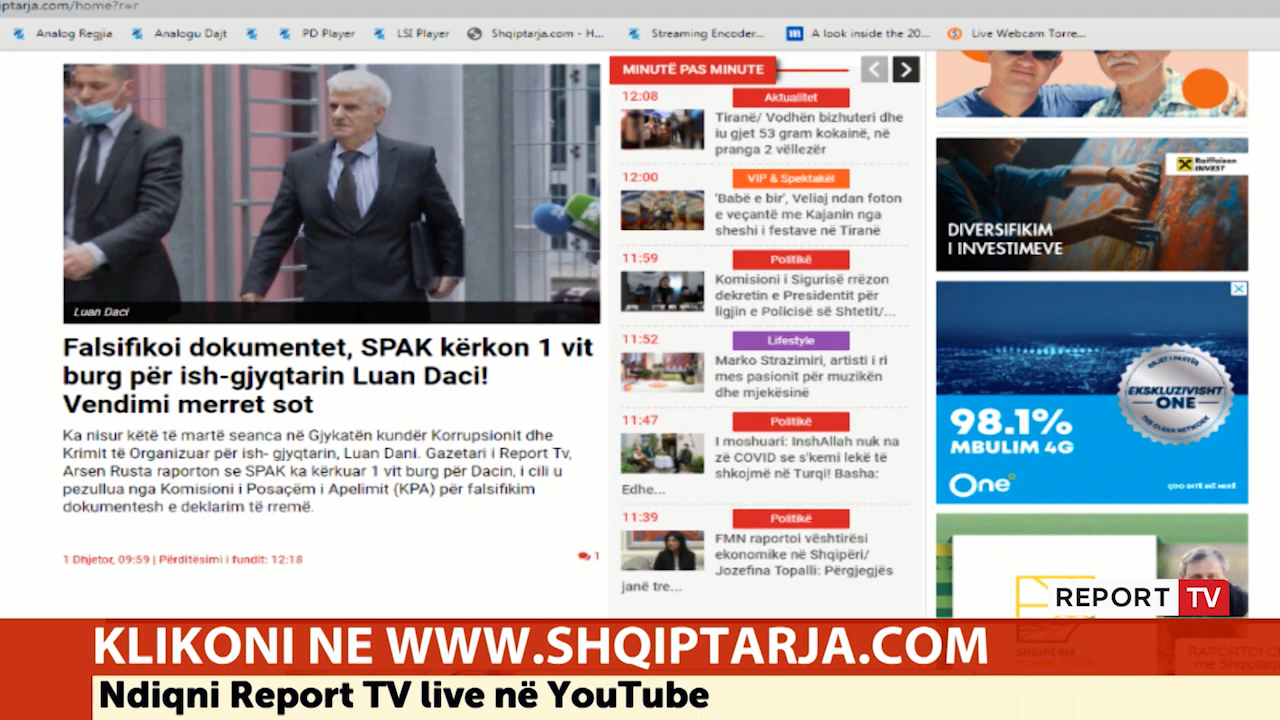 iptarja.com/home?r=r
Analog Regjia
Analogu Dajt
PD Player
LSI Player
Shqiptarja.com - H...
Streaming Encoder...
A look inside the 20...
Live Webcam Torre...
Luan Daci
Falsifikoi dokumentet, SPAK kërkon 1 vit
burg për ish-gjyqtarin Luan Daci!
Vendimi merret sot
Ka nisur këtë të martë seanca në Gjykatën kundër Korrupsionit dhe
Krimit të Organizuar për ish- gjyqtarin, Luan Dani. Gazetari i Report Tv,
Arsen Rusta raporton se SPAK ka kërkuar 1 vit burg për Dacin, i cili u
pezullua nga Komisioni i Posaçëm i Apelimit (KPA) për falsifikim
dokumentesh e deklarim të rremë.
1 Dhjetor, 09:59 | Përditësimi i fundit: 12:18
1
MINUTË PAS MINUTE
12:08
Aktualitet
Tiranë/ Vodhën bizhuteri dhe
iu gjet 53 gram kokainë, në
pranga 2 vëllezër
12:00
VIP & Spektakël
'Babë e bir', Veliaj ndan foton
e veçantë me Kajanin nga
sheshi i festave në Tiranë
11:59
Politikë
Komisioni i Sigurisë rrëzon
dekretin e Presidentit për
ligjin e Policisë së Shtetit/...
11:52
Lifestyle
Marko Strazimiri, artisti i ri
mes pasionit për muzikën
dhe mjekësinë
11:47
Politikë
I moshuari: InshAllah nuk na
zë COVID se s'kemi lekë të
shkojmë në Turqi! Basha:
Edhe...
11:39
Politikë
FMN raportoi vështirësi
ekonomike në Shqipëri/
Jozefina Topalli: Përgjegjës
janë tre...
Raiffeisen
INVEST
DIVERSIFIKIM
I INVESTIMEVE
EKSKLUZIVISHT
ONE
98.1%
MBULIM 4G
One
REPORT TV
KLIKONI NE WWW.SHQIPTARJA.COM
Ndiqni Report TV live në YouTube